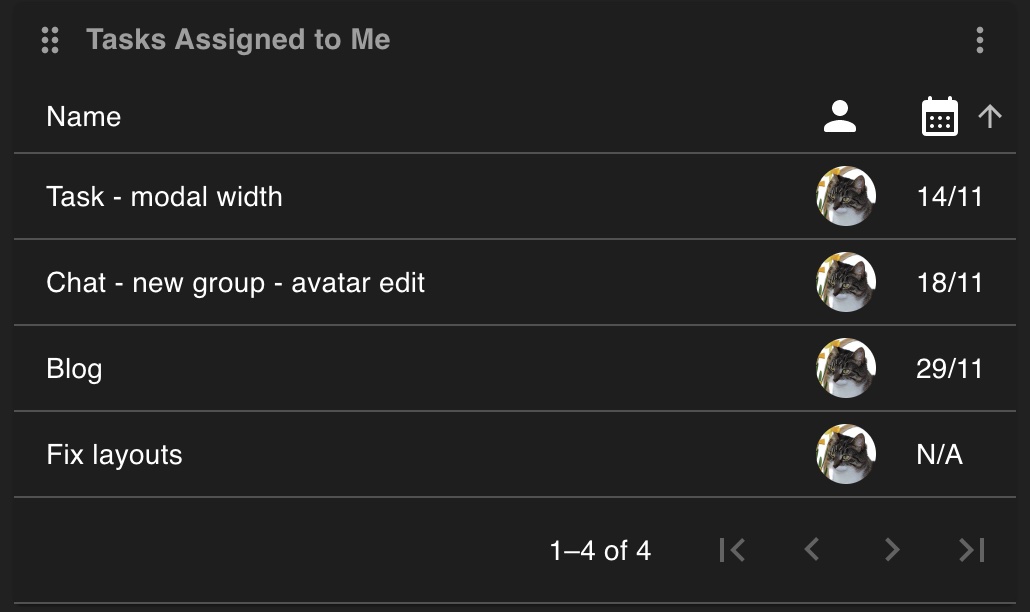 Tasks Assigned to Me
Name
Task - modal width 14/11
Chat - new group - avatar edit 18/11
Blog 29/11
Fix layouts N/A
1–4 of 4